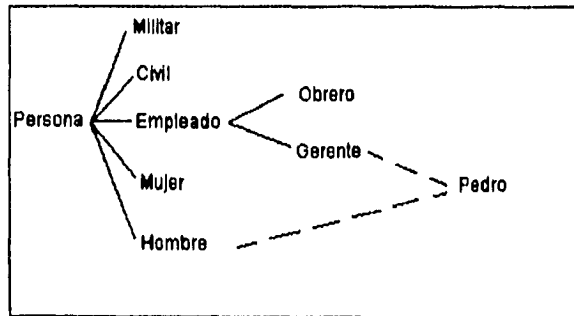 Militar
Civil
Obrero
Persona
Empleado
Gerente
Mujer
Pedro
Hombre